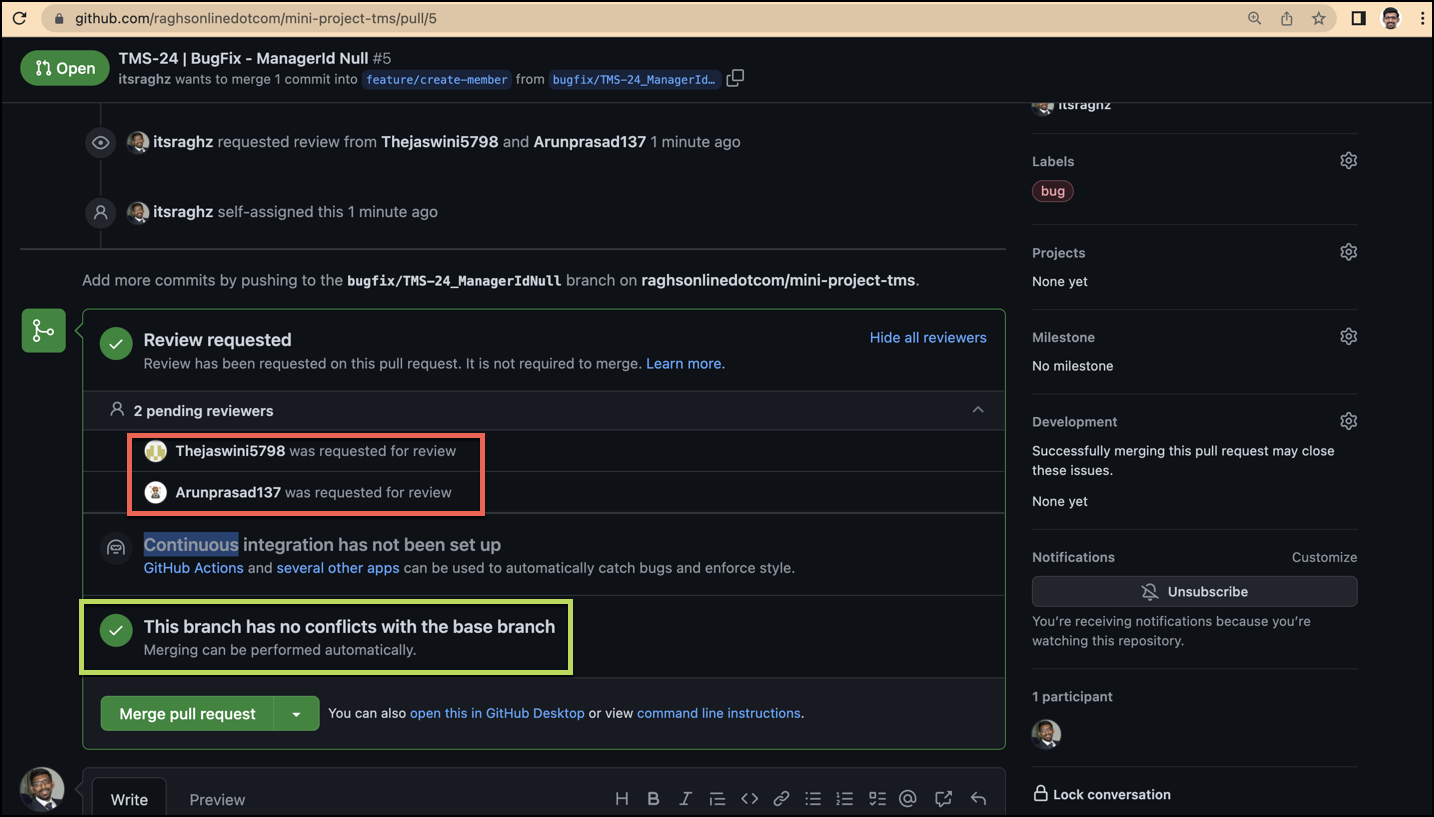 github.com/raghsonlinedotcom/mini-project-tms/pull/5
Open
TMS-24 | BugFix - ManagerId Null #5
itsraghz wants to merge 1 commit into feature/create-member from bugfix/TMS-24_ManagerId…
itsraghz requested review from Thejaswini5798 and Arunprasad137 1 minute ago
itsraghz self-assigned this 1 minute ago
Add more commits by pushing to the bugfix/TMS-24_ManagerIdNull branch on raghsonlinedotcom/mini-project-tms.
Review requested
Hide all reviewers
Review has been requested on this pull request. It is not required to merge. Learn more.
2 pending reviewers
Thejaswini5798 was requested for review
Arunprasad137 was requested for review
Continuous integration has not been set up
GitHub Actions and several other apps can be used to automatically catch bugs and enforce style.
This branch has no conflicts with the base branch
Merging can be performed automatically.
Merge pull request
You can also open this in GitHub Desktop or view command line instructions.
Write Preview
itsraghz
Labels
bug
Projects
None yet
Milestone
No milestone
Development
Successfully merging this pull request may close
these issues.
None yet
Notifications Customize
Unsubscribe
You're receiving notifications because you're
watching this repository.
1 participant
Lock conversation